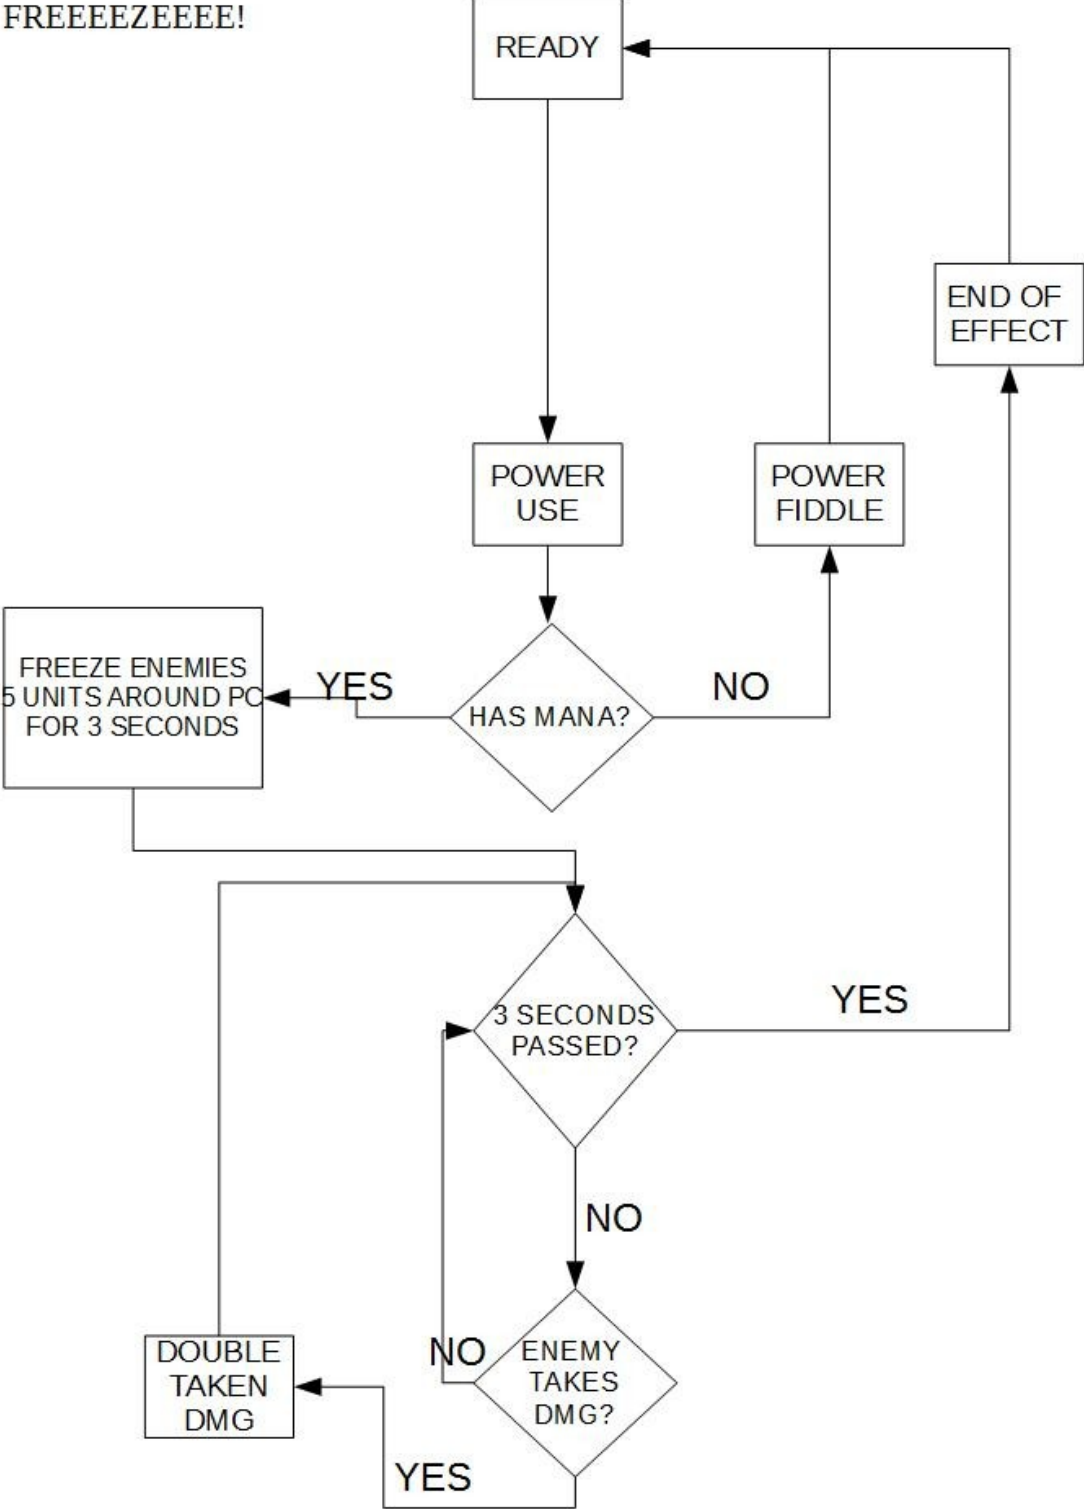 FREEEEZEEEE!
READY
END OF
EFFECT
POWER
USE
POWER
FIDDLE
FREEZE ENEMIES
5 UNITS AROUND PC
FOR 3 SECONDS
YES
HAS MANA?
NO
3 SECONDS
PASSED?
YES
NO
DOUBLE
TAKEN
DMG
NO
ENEMY
TAKES
DMG?
YES